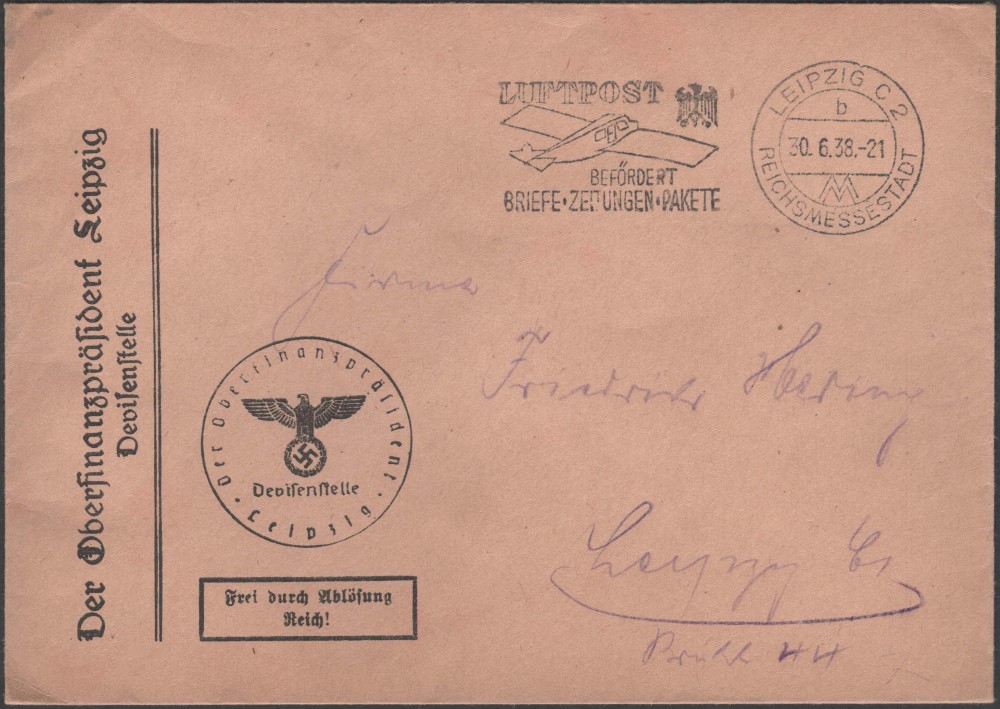 Der Oberfinanzpräsident Leipzig
Devisenstelle
LUFTPOST
BEFÖRDERT
BRIEFE•ZEITUNGEN•PAKETE
LEIPZIG C 2
b
30.6.38.-21
REICHSMESSESTADT
Firma
Friedrich
Leipzig C1
Brühl 44
• Der Oberfinanzpräsident •
Devisenstelle
Leipzig
Frei durch Ablösung
Reich!